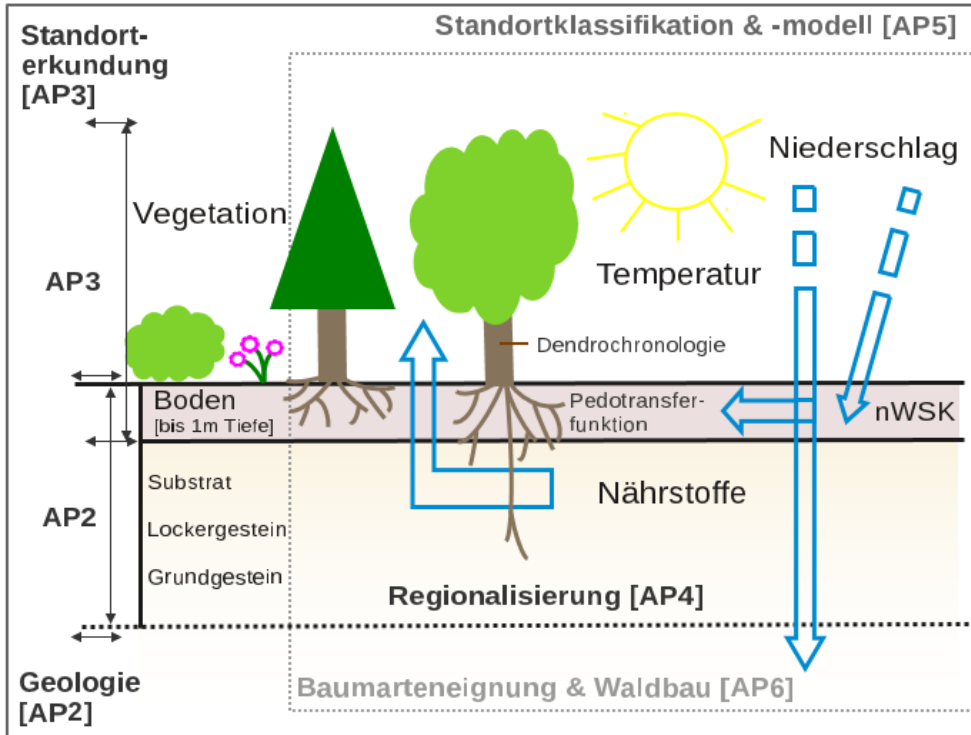 Standortklassifikation & -modell [AP5]
Standort-
erkundung
[AP3]
Niederschlag
Vegetation
Temperatur
AP3
Dendrochronologie
Boden
[bis 1m Tiefe]
Pedotransfer-
funktion
nWSK
Substrat
Nährstoffe
AP2
Lockergestein
Grundgestein
Regionalisierung [AP4]
Geologie
[AP2]
Baumarteneignung & Waldbau [AP6]